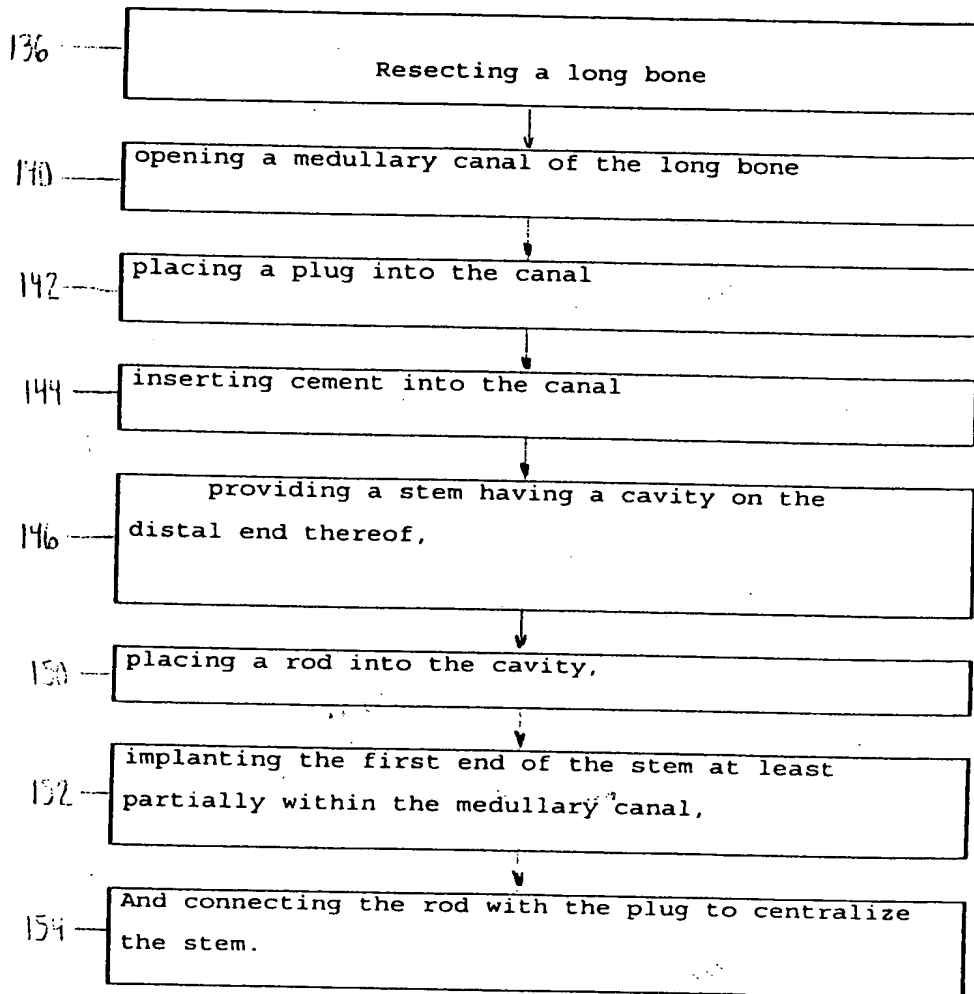 136
Resecting a long bone
140
opening a medullary canal of the long bone
142
placing a plug into the canal
144
inserting cement into the canal
146
providing a stem having a cavity on the
distal end thereof,
150
placing a rod into the cavity,
152
implanting the first end of the stem at least
partially within the medullary canal,
154
And connecting the rod with the plug to centralize
the stem.